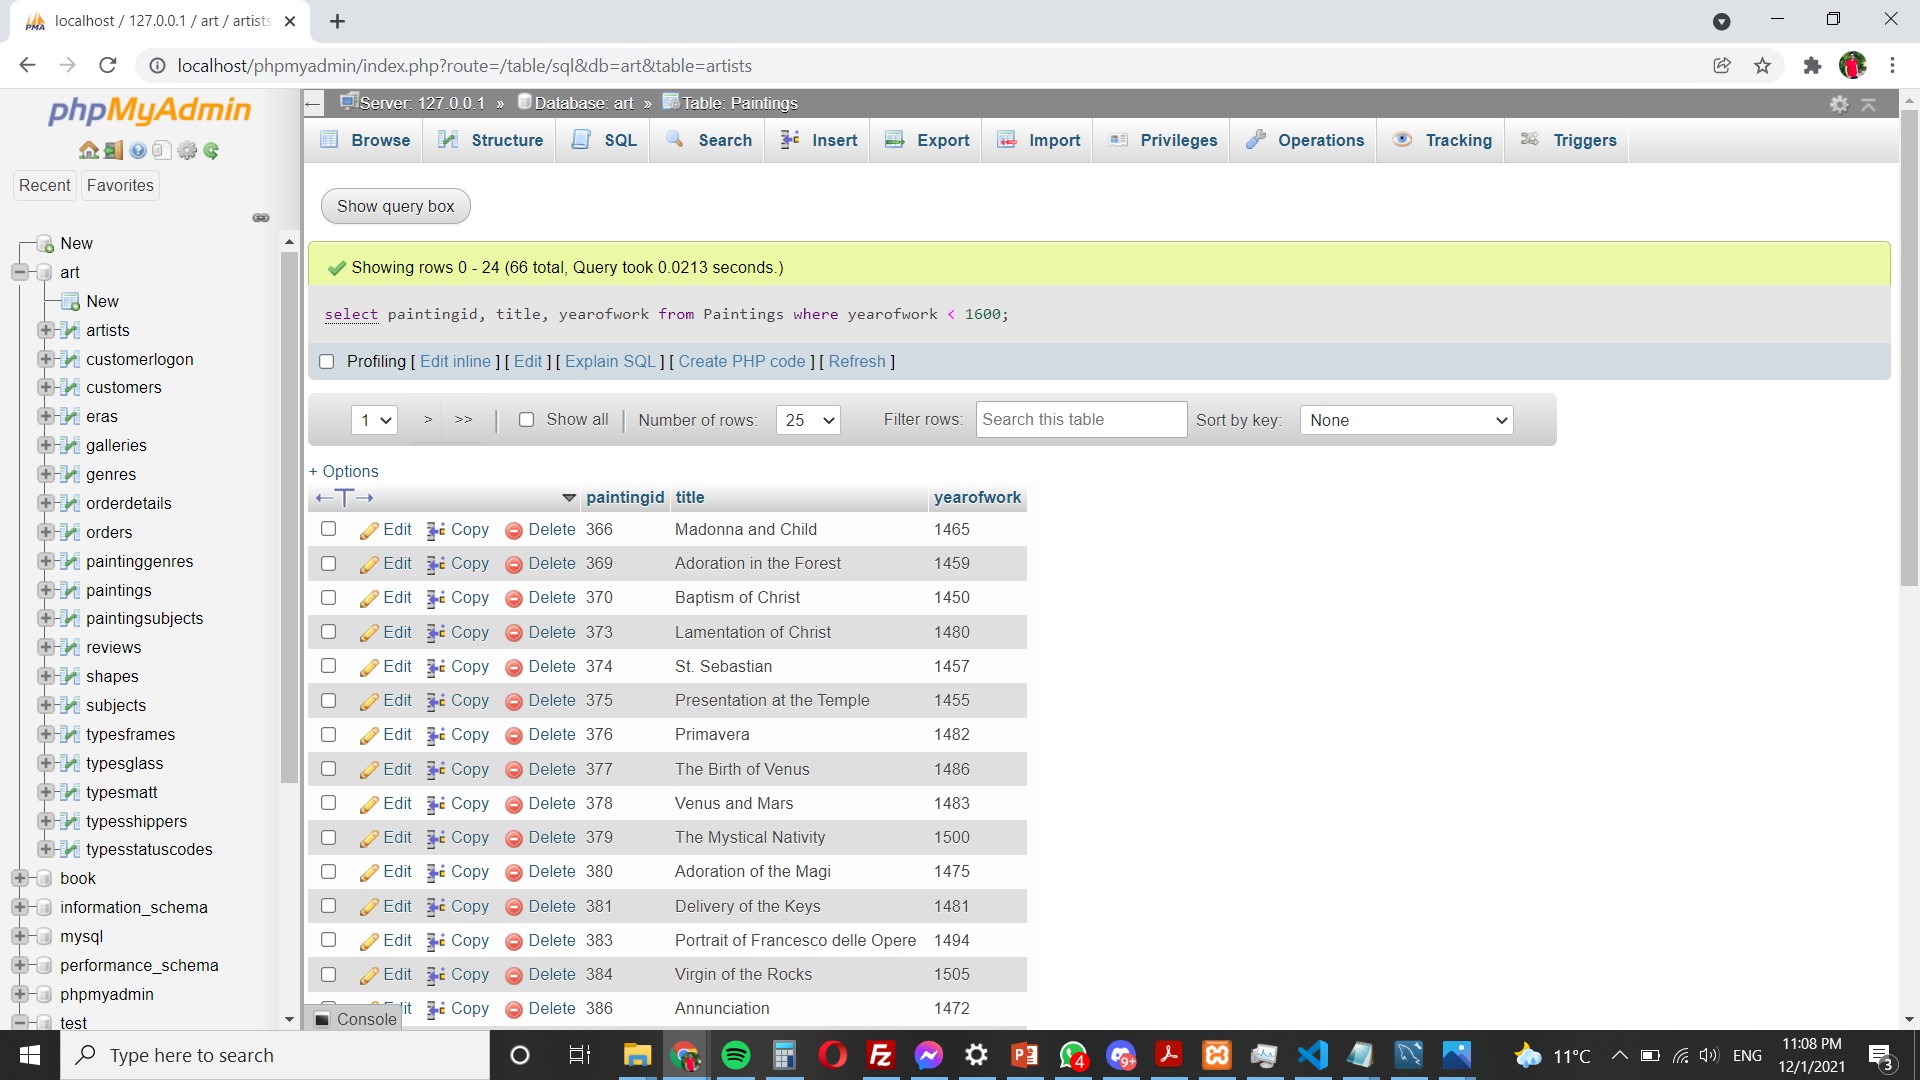 localhost / 127.0.0.1 / art / artists
localhost/phpmyadmin/index.php?route=/table/sql&db=art&table=artists
phpMyAdmin
Recent Favorites
New
art
New
artists
customerlogon
customers
eras
galleries
genres
orderdetails
orders
paintinggenres
paintings
paintingsubjects
reviews
shapes
subjects
typesframes
typesglass
typesmatt
typesshippers
typesstatuscodes
book
information_schema
mysql
performance_schema
phpmyadmin
test
Server: 127.0.0.1 » Database: art » Table: Paintings
Browse Structure SQL Search Insert Export Import Privileges Operations Tracking Triggers
Show query box
Showing rows 0 - 24 (66 total, Query took 0.0213 seconds.)
select paintingid, title, yearofwork from Paintings where yearofwork < 1600;
Profiling [ Edit inline ] [ Edit ] [ Explain SQL ] [ Create PHP code ] [ Refresh ]
1 > >> | Show all | Number of rows: 25 Filter rows: Search this table Sort by key: None
+ Options
←T→ paintingid title yearofwork
Edit Copy Delete 366 Madonna and Child 1465
Edit Copy Delete 369 Adoration in the Forest 1459
Edit Copy Delete 370 Baptism of Christ 1450
Edit Copy Delete 373 Lamentation of Christ 1480
Edit Copy Delete 374 St. Sebastian 1457
Edit Copy Delete 375 Presentation at the Temple 1455
Edit Copy Delete 376 Primavera 1482
Edit Copy Delete 377 The Birth of Venus 1486
Edit Copy Delete 378 Venus and Mars 1483
Edit Copy Delete 379 The Mystical Nativity 1500
Edit Copy Delete 380 Adoration of the Magi 1475
Edit Copy Delete 381 Delivery of the Keys 1481
Edit Copy Delete 383 Portrait of Francesco delle Opere 1494
Edit Copy Delete 384 Virgin of the Rocks 1505
Copy Delete 386 Annunciation 1472
Console
Type here to search
4
9+
11°C
ENG
11:08 PM
12/1/2021
3